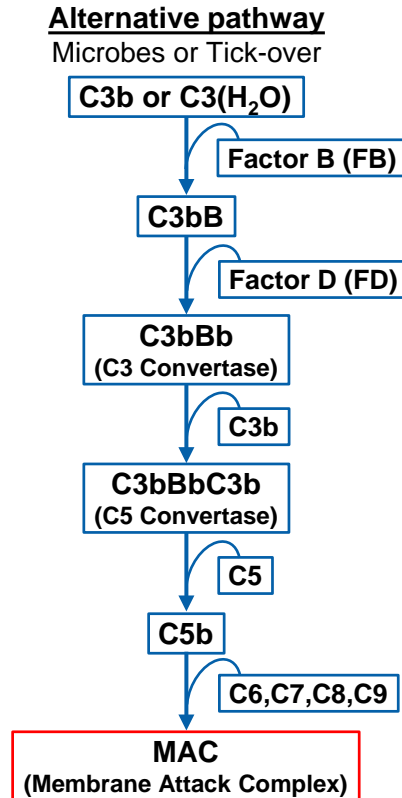 Alternative pathway
Microbes or Tick-over
C3b or C3(H₂O)
Factor B (FB)
C3bB
Factor D (FD)
C3bBb
(C3 Convertase)
C3b
C3bBbC3b
(C5 Convertase)
C5
C5b
C6,C7,C8,C9
MAC
(Membrane Attack Complex)